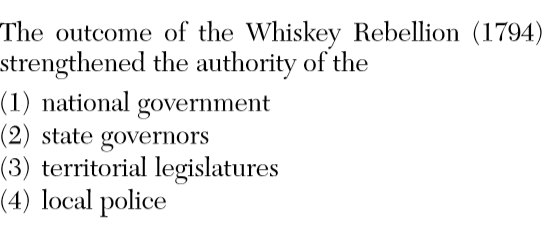 The outcome of the Whiskey Rebellion (1794)
strengthened the authority of the
(1) national government
(2) state governors
(3) territorial legislatures
(4) local police